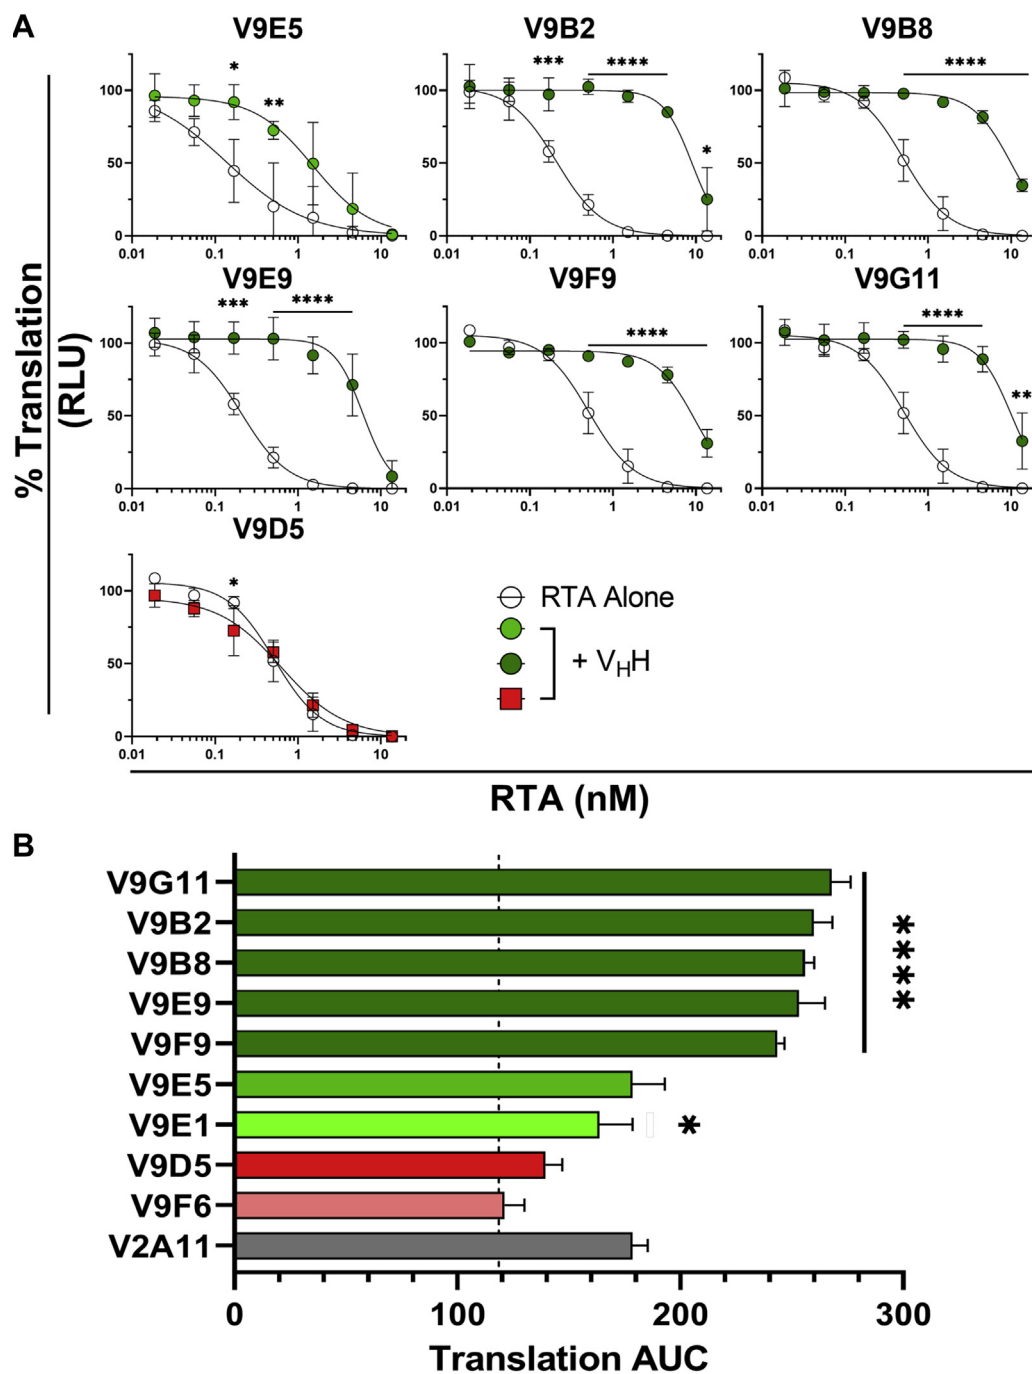 A
V9E5
V9B2
V9B8
*
**
***
****
*
****
100
50
0
0.01 0.1 1 10
100
50
0
0.01 0.1 1 10
100
50
0
0.01 0.1 1 10
V9E9
V9F9
V9G11
***
****
****
****
**
100
50
0
0.01 0.1 1 10
100
50
0
0.01 0.1 1 10
100
50
0
0.01 0.1 1 10
V9D5
*
100
50
0
0.01 0.1 1 10
% Translation
(RLU)
RTA Alone
+ VHH
RTA (nM)
B
V9G11
V9B2
V9B8
V9E9
V9F9
V9E5
V9E1
V9D5
V9F6
V2A11
****
*
0 100 200 300
Translation AUC